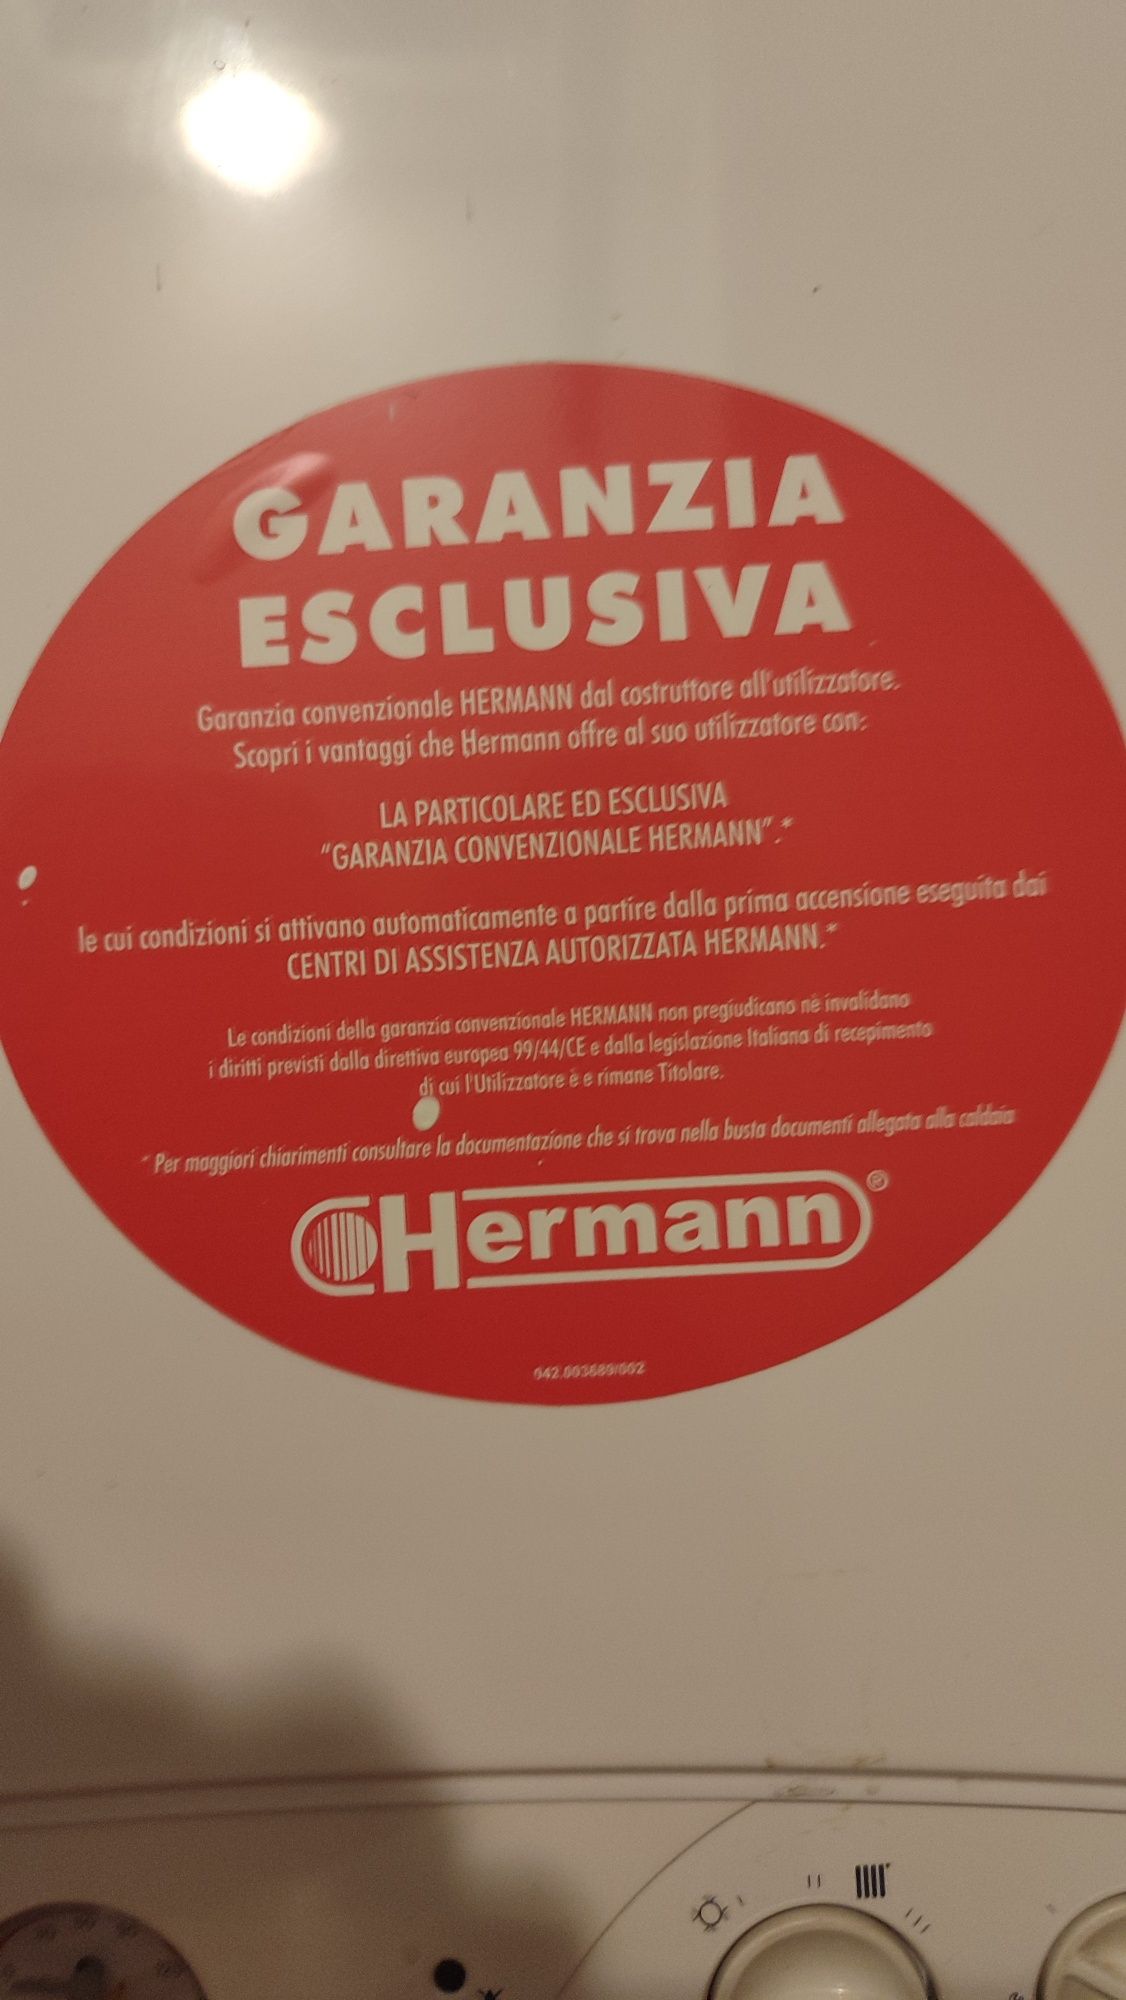 GARANZIA
ESCLUSIVA
Garanzia convenzionale HERMANN dal costruttore all'utilizzatore.
Scopri i vantaggi che Hermann offre al suo utilizzatore con:
LA PARTICOLARE ED ESCLUSIVA
"GARANZIA CONVENZIONALE HERMANN".*
le cui condizioni si attivano automaticamente a partire dalla prima accensione eseguita dai
CENTRI DI ASSISTENZA AUTORIZZATA HERMANN.*
Le condizioni della garanzia convenzionale HERMANN non pregiudicano nè invalidano
i diritti previsti dalla direttiva europea 99/44/CE e dalla legislazione Italiana di recepimento
di cui l'Utilizzatore è e rimane Titolare.
* Per maggiori chiarimenti consultare la documentazione che si trova nella busta documenti allegata alla caldaia
Hermann®
042.003689/002